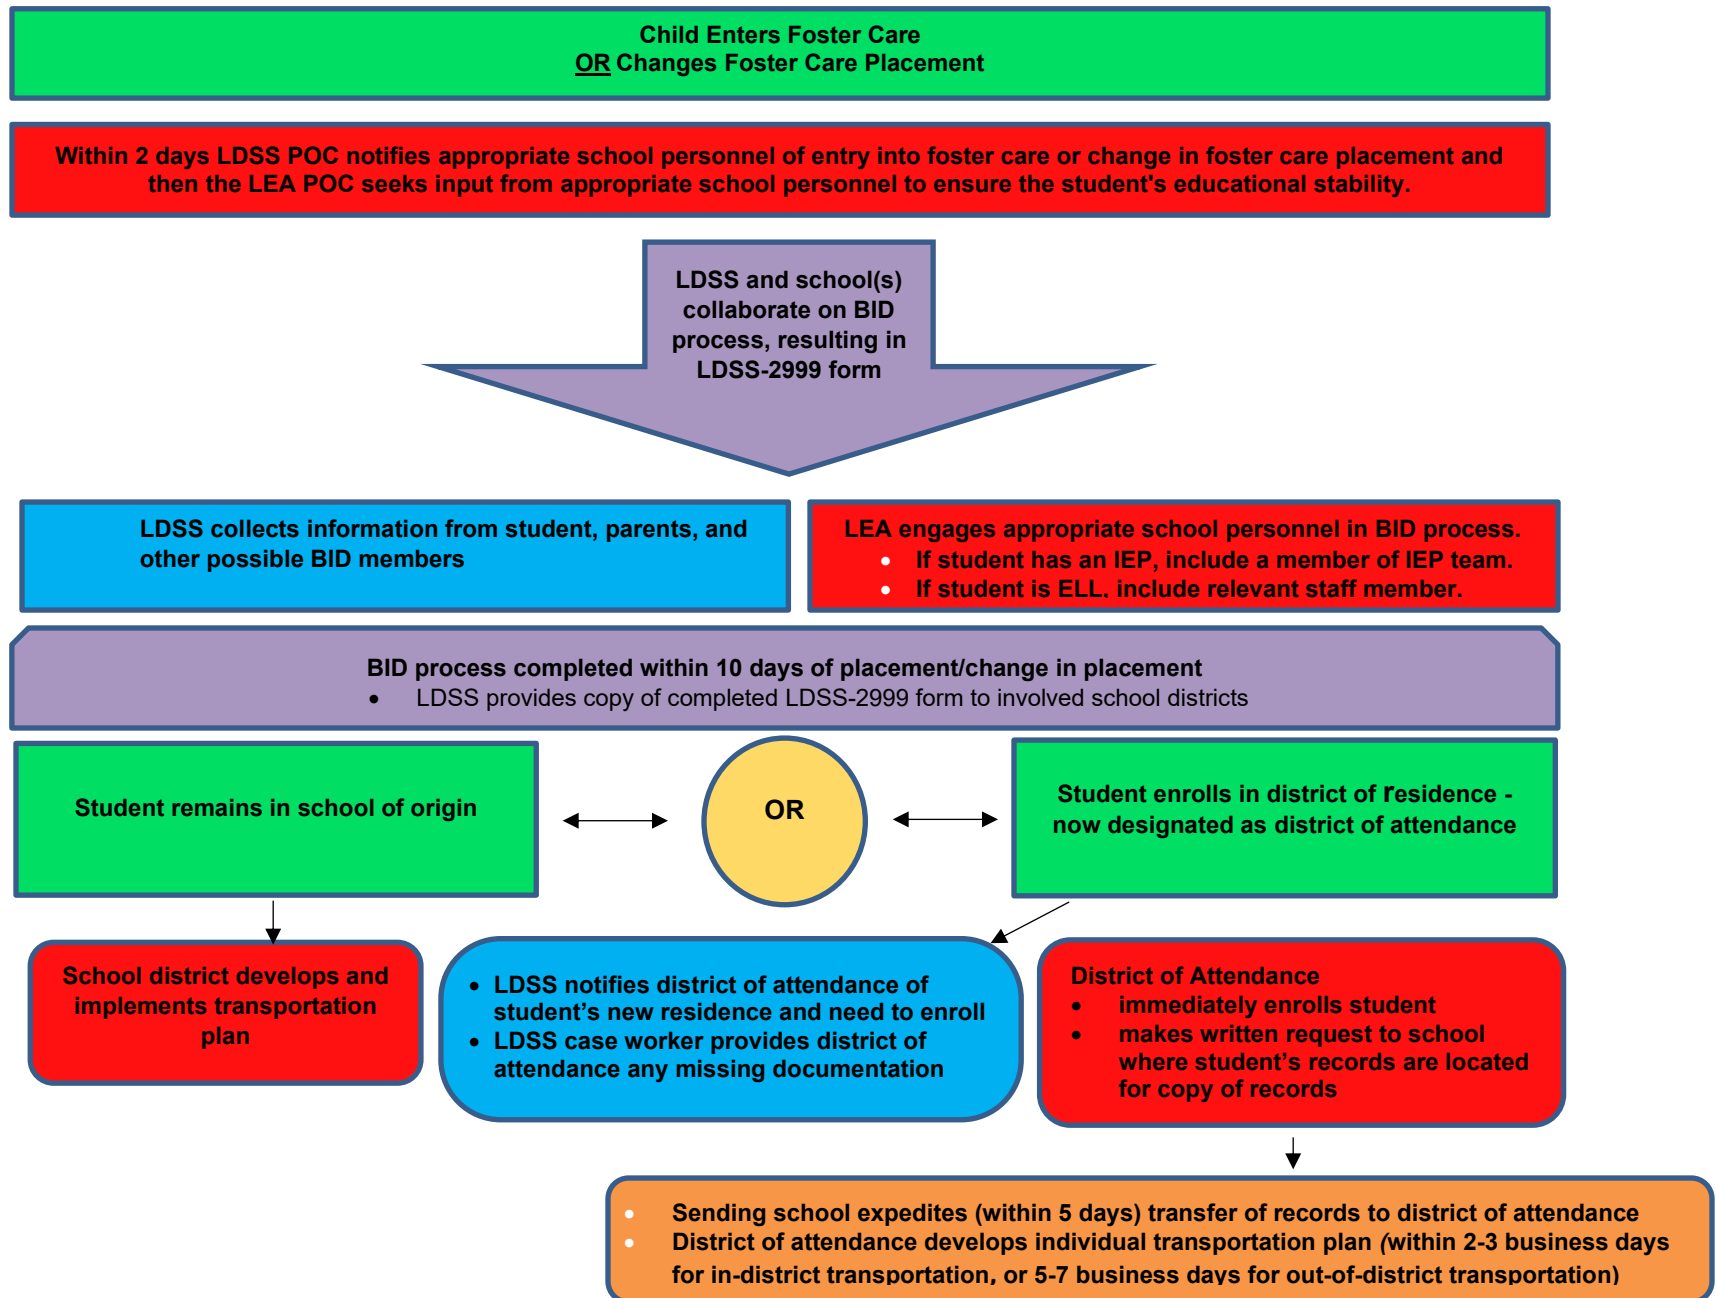 Child Enters Foster Care
OR Changes Foster Care Placement
Within 2 days LDSS POC notifies appropriate school personnel of entry into foster care or change in foster care placement and
then the LEA POC seeks input from appropriate school personnel to ensure the student's educational stability.
LDSS and school(s)
collaborate on BID
process, resulting in
LDSS-2999 form
LDSS collects information from student, parents, and
other possible BID members
LEA engages appropriate school personnel in BID process.
• If student has an IEP, include a member of IEP team.
• If student is ELL, include relevant staff member.
BID process completed within 10 days of placement/change in placement
• LDSS provides copy of completed LDSS-2999 form to involved school districts
Student remains in school of origin
OR
Student enrolls in district of residence -
now designated as district of attendance
School district develops and
implements transportation
plan
• LDSS notifies district of attendance of
student’s new residence and need to enroll
• LDSS case worker provides district of
attendance any missing documentation
District of Attendance
• immediately enrolls student
• makes written request to school
where student’s records are located
for copy of records
• Sending school expedites (within 5 days) transfer of records to district of attendance
• District of attendance develops individual transportation plan (within 2-3 business days
for in-district transportation, or 5-7 business days for out-of-district transportation)